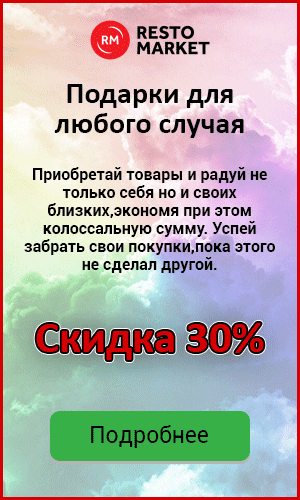 RM
RESTO
MARKET
Подарки для
любого случая
Приобретай товары и радуй не
только себя но и своих
близких,экономя при этом
колоссальную сумму. Успей
забрать свои покупки,пока этого
не сделал другой.
Скидка 30%
Подробнее